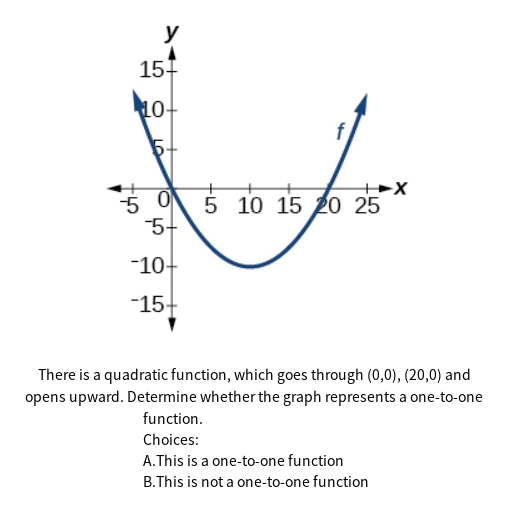 y
15
10
5
f
-5 0 5 10 15 20 25 x
-5
-10
-15
There is a quadratic function, which goes through (0,0), (20,0) and
opens upward. Determine whether the graph represents a one-to-one
function.
Choices:
A.This is a one-to-one function
B.This is not a one-to-one function